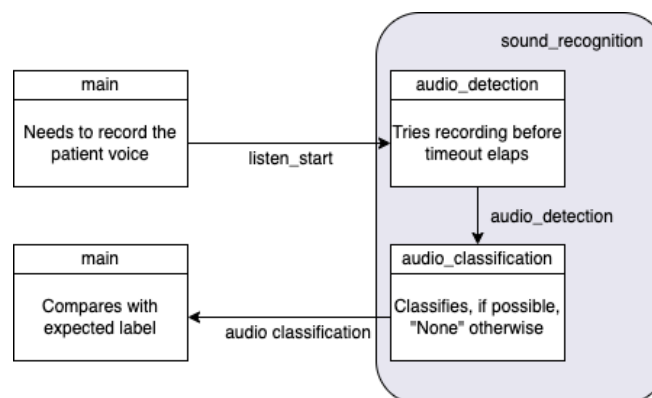 sound_recognition
main
Needs to record the
patient voice
listen_start
audio_detection
Tries recording before
timeout elaps
audio_detection
audio_classification
Classifies, if possible,
"None" otherwise
audio classification
main
Compares with
expected label